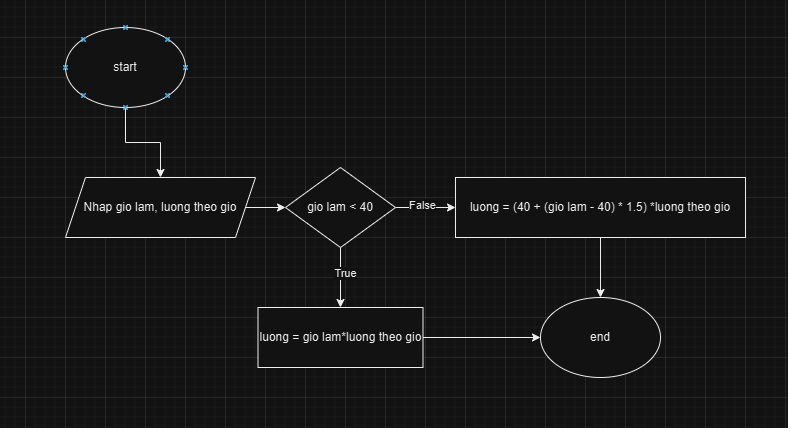 start
Nhap gio lam, luong theo gio
gio lam < 40
False
luong = (40 + (gio lam - 40) * 1.5) *luong theo gio
True
luong = gio lam*luong theo gio
end